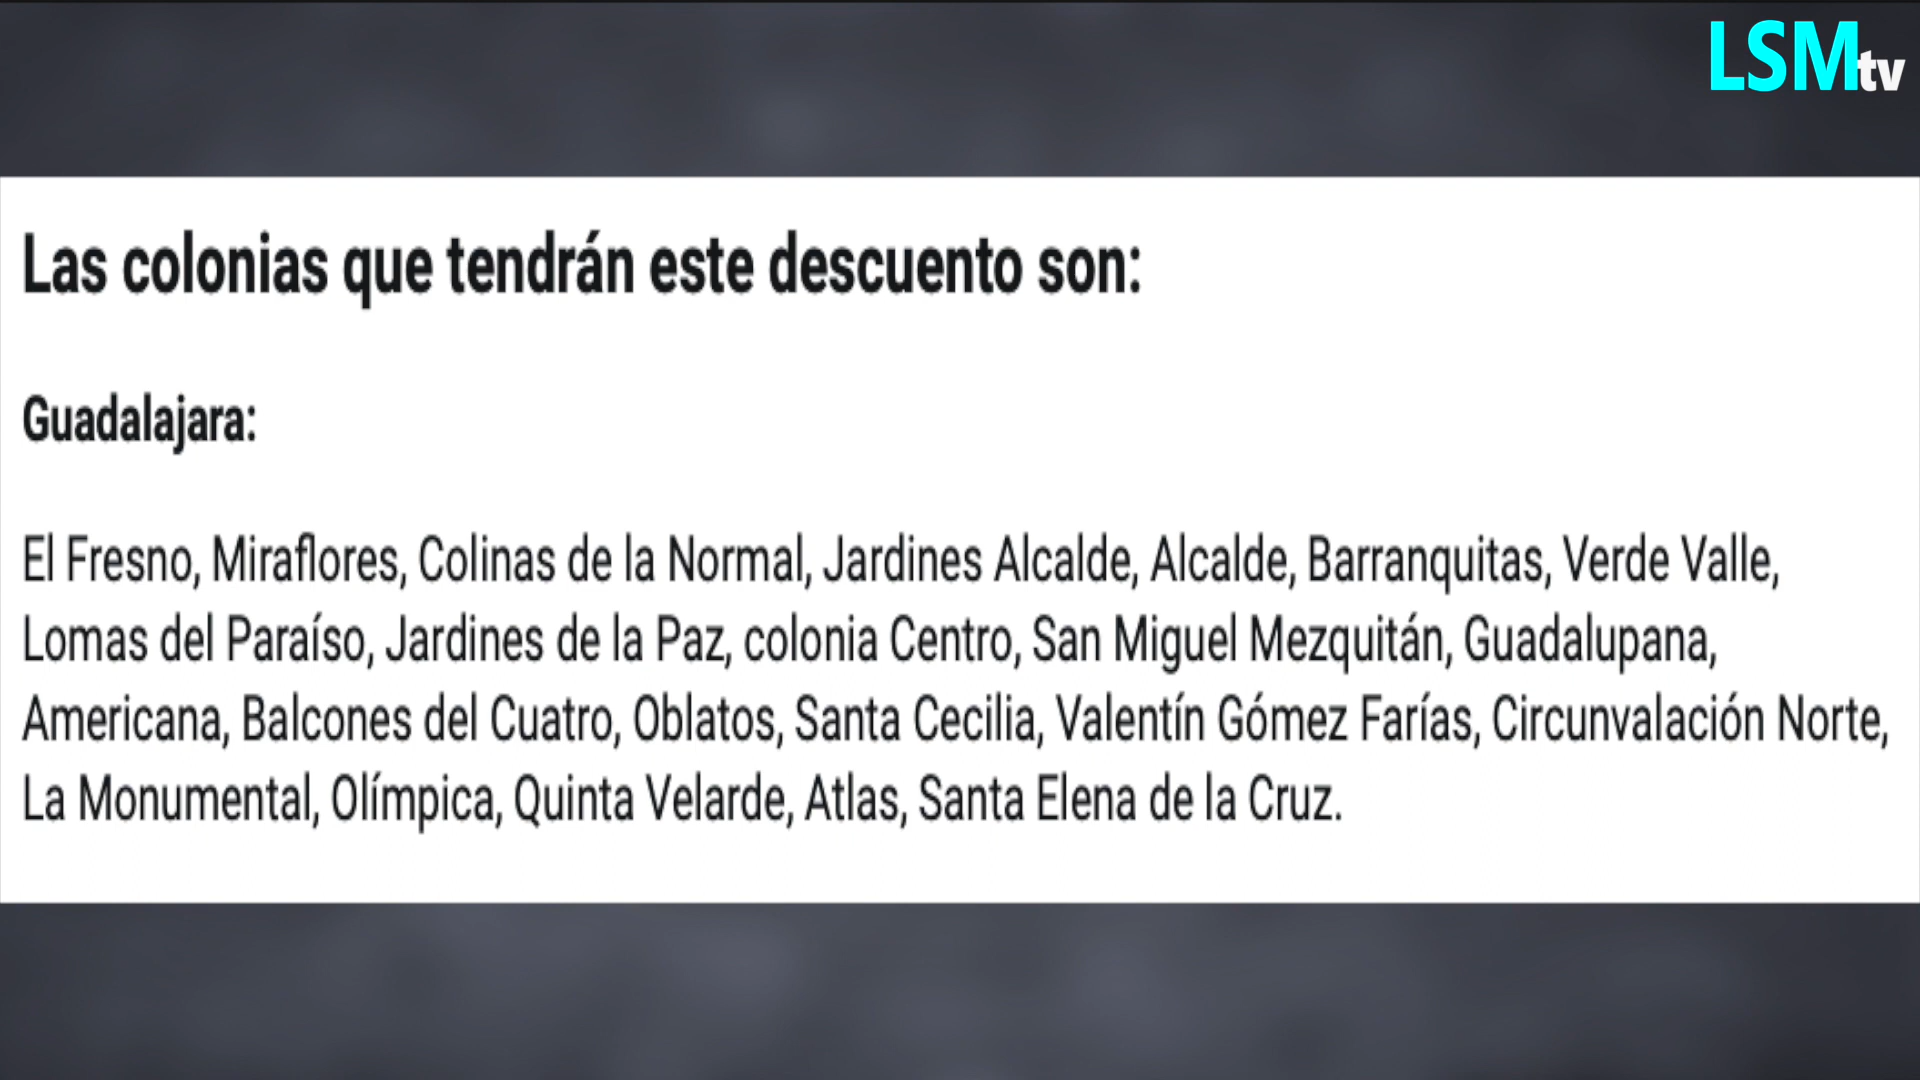 LSMtv
Las colonias que tendrán este descuento son:
Guadalajara:
El Fresno, Miraflores, Colinas de la Normal, Jardines Alcalde, Alcalde, Barranquitas, Verde Valle,
Lomas del Paraíso, Jardines de la Paz, colonia Centro, San Miguel Mezquitán, Guadalupana,
Americana, Balcones del Cuatro, Oblatos, Santa Cecilia, Valentín Gómez Farías, Circunvalación Norte,
La Monumental, Olímpica, Quinta Velarde, Atlas, Santa Elena de la Cruz.